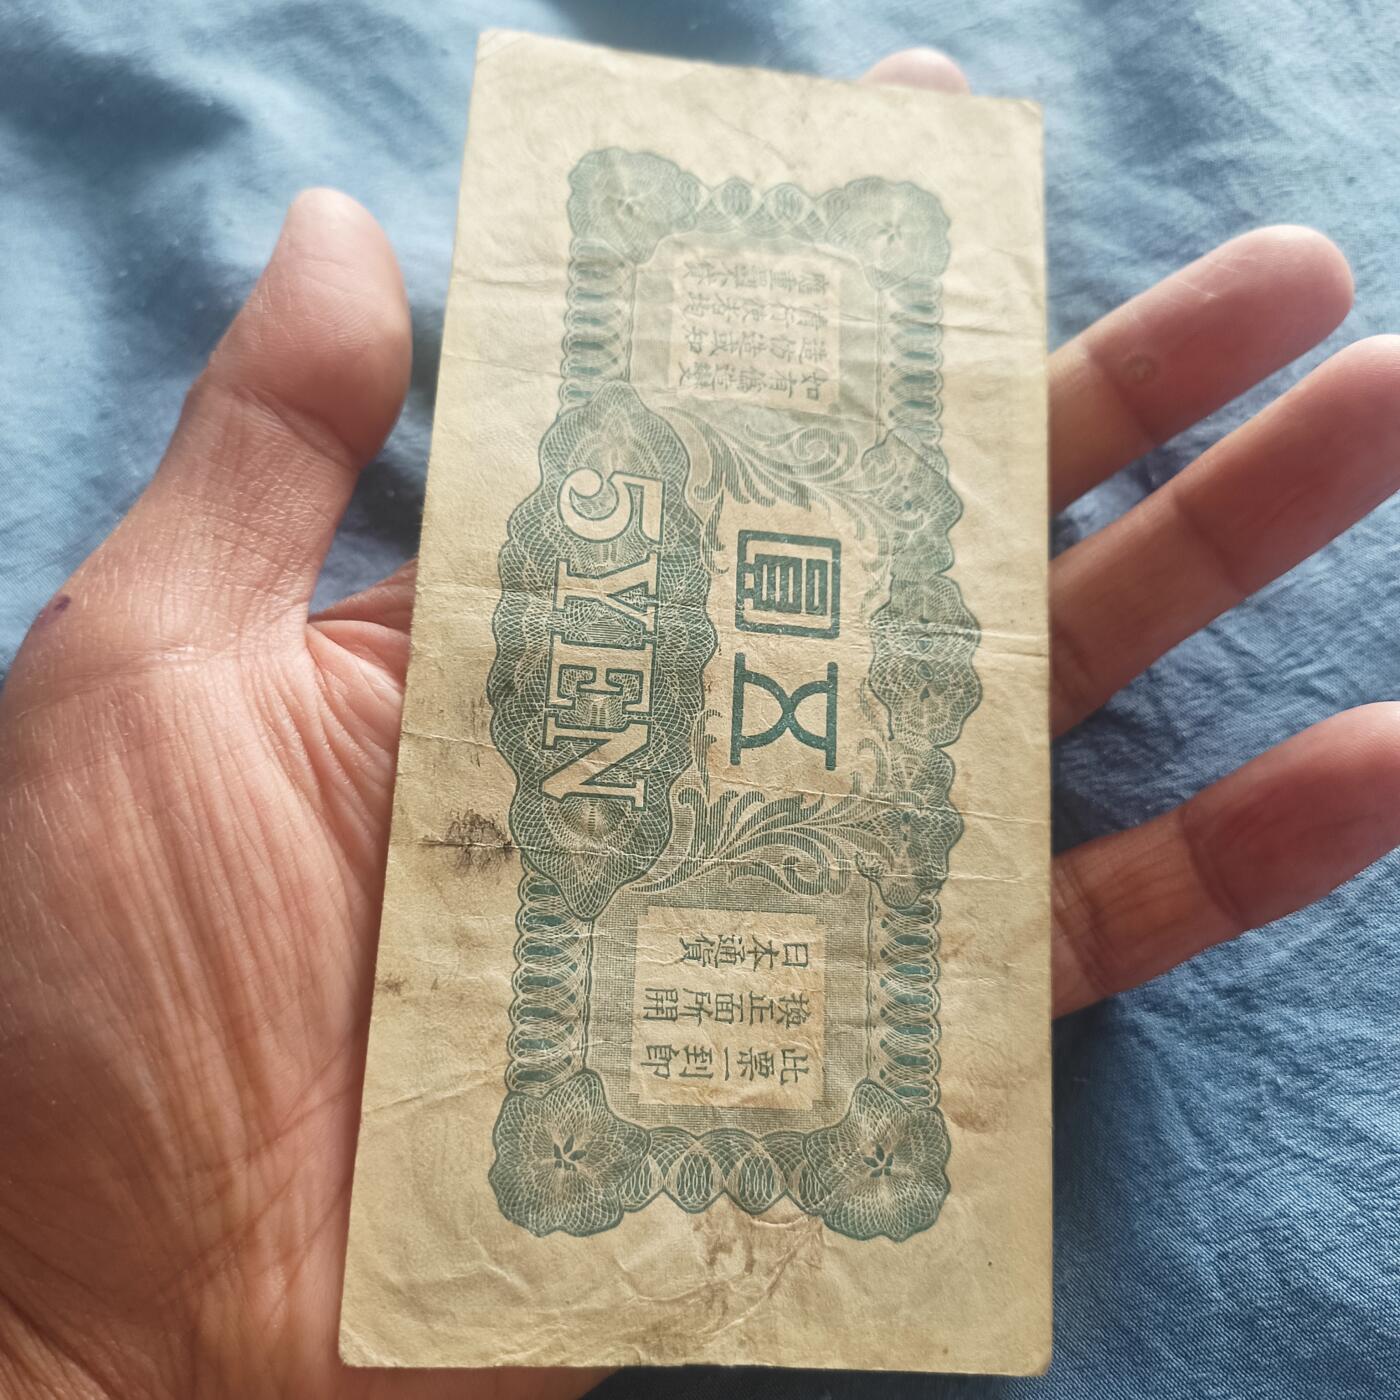 此票一到即
換正面所開
日本通貨
五圓
如有偽造變
造仿造或知
情行使者均
應重罰不貸
5 YEN